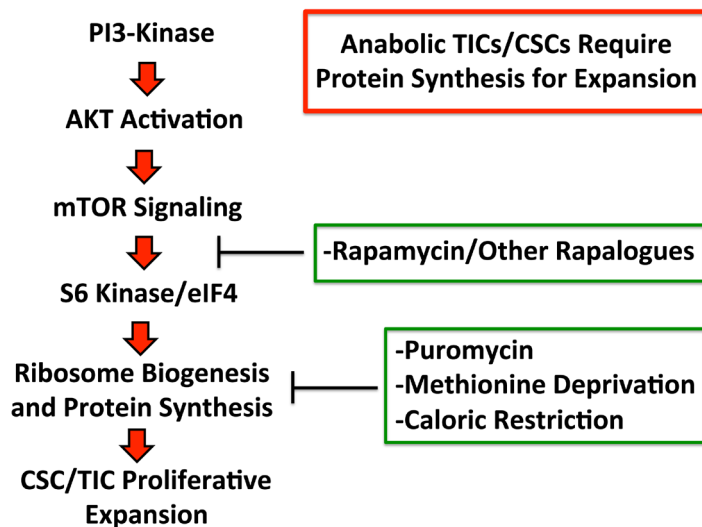 PI3-Kinase
Anabolic TICs/CSCs Require
Protein Synthesis for Expansion
AKT Activation
mTOR Signaling
-Rapamycin/Other Rapalogues
S6 Kinase/eIF4
-Puromycin
-Methionine Deprivation
-Caloric Restriction
Ribosome Biogenesis
and Protein Synthesis
CSC/TIC Proliferative
Expansion